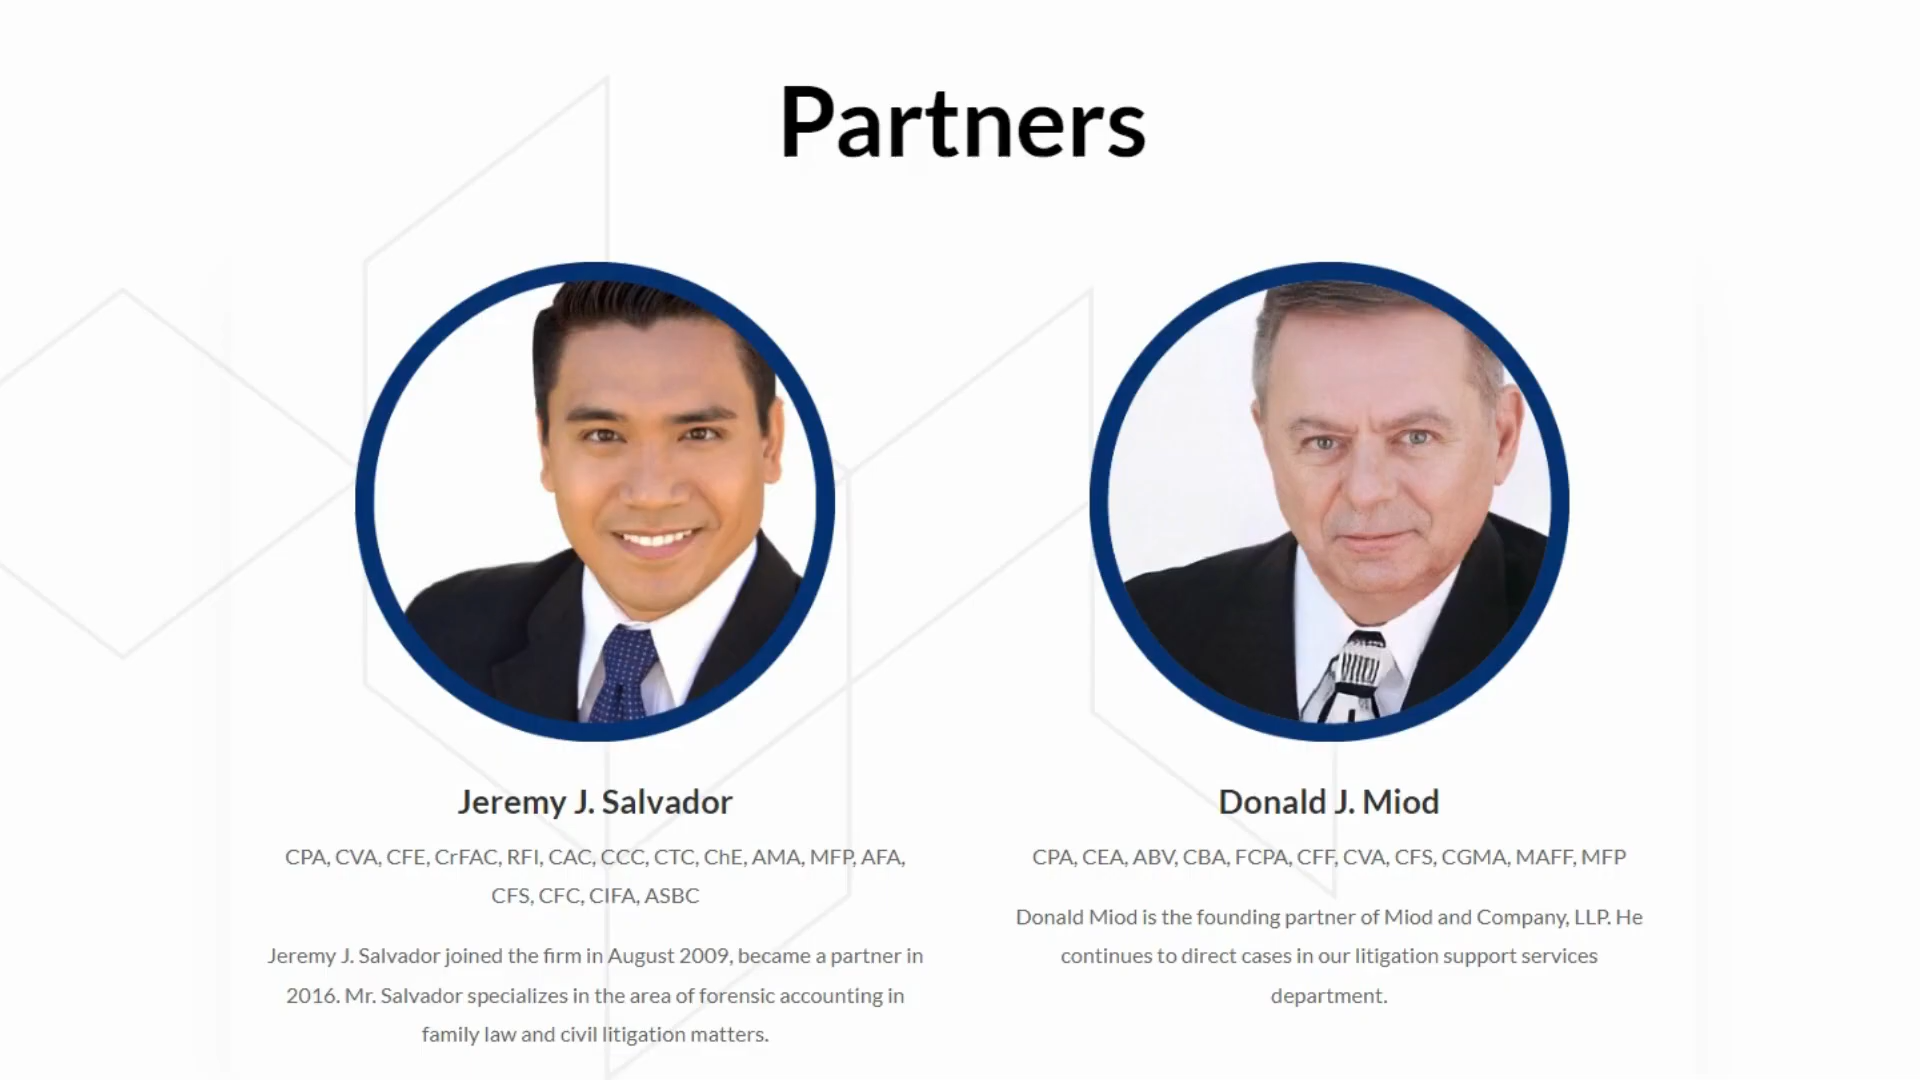 Partners
Jeremy J. Salvador
CPA, CVA, CFE, CrFAC, RFI, CAC, CCC, CTC, ChE, AMA, MFP, AFA,
CFS, CFC, CIFA, ASBC
Jeremy J. Salvador joined the firm in August 2009, became a partner in
2016. Mr. Salvador specializes in the area of forensic accounting in
family law and civil litigation matters.
Donald J. Miod
CPA, CEA, ABV, CBA, FCPA, CFF, CVA, CFS, CGMA, MAFF, MFP
Donald Miod is the founding partner of Miod and Company, LLP. He
continues to direct cases in our litigation support services
department.